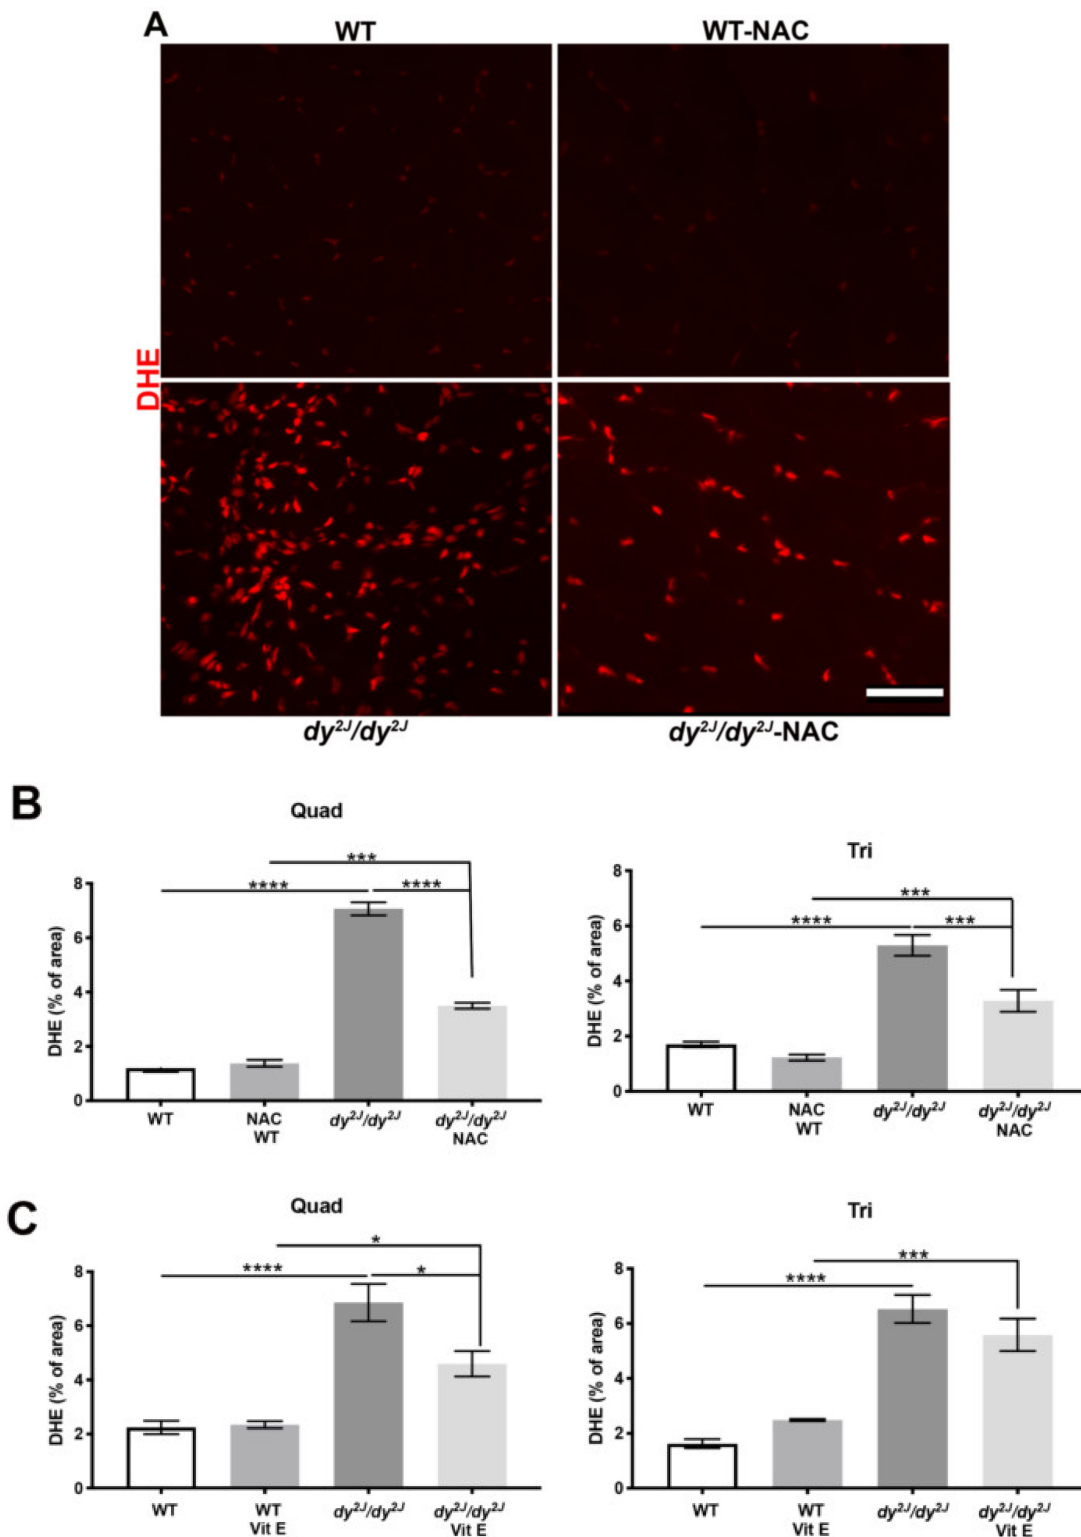 A
WT
WT-NAC
DHE
dy²ᴶ/dy²ᴶ
dy²ᴶ/dy²ᴶ-NAC
B
Quad
***
****
****
8
6
4
2
0
DHE (% of area)
WT
NAC
WT
dy²ᴶ/dy²ᴶ
dy²ᴶ/dy²ᴶ
NAC
Tri
***
****
***
8
6
4
2
0
DHE (% of area)
WT
NAC
WT
dy²ᴶ/dy²ᴶ
dy²ᴶ/dy²ᴶ
NAC
C
Quad
*
****
*
8
6
4
2
0
DHE (% of area)
WT
WT
Vit E
dy²ᴶ/dy²ᴶ
dy²ᴶ/dy²ᴶ
Vit E
Tri
***
****
8
6
4
2
0
DHE (% of area)
WT
WT
Vit E
dy²ᴶ/dy²ᴶ
dy²ᴶ/dy²ᴶ
Vit E